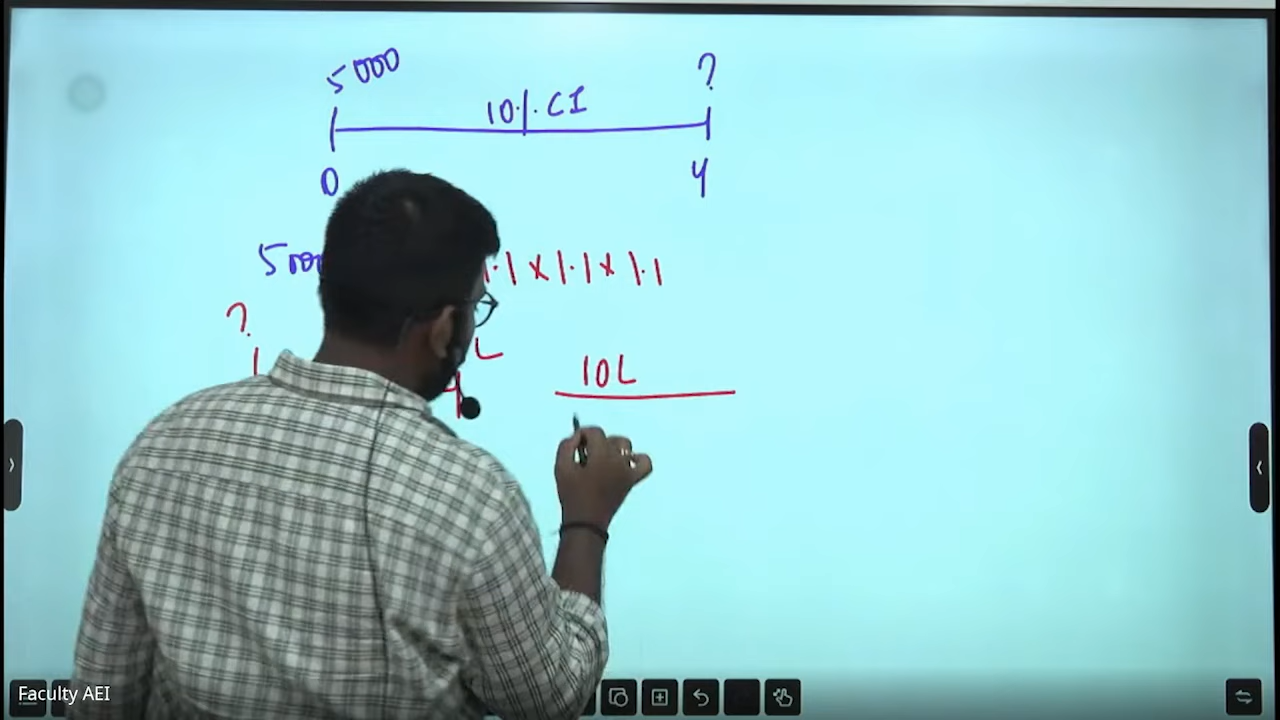 5000 ?
10% CI
0 4
5000 1.1 x 1.1 x 1.1
?
L
10L
Faculty AEI